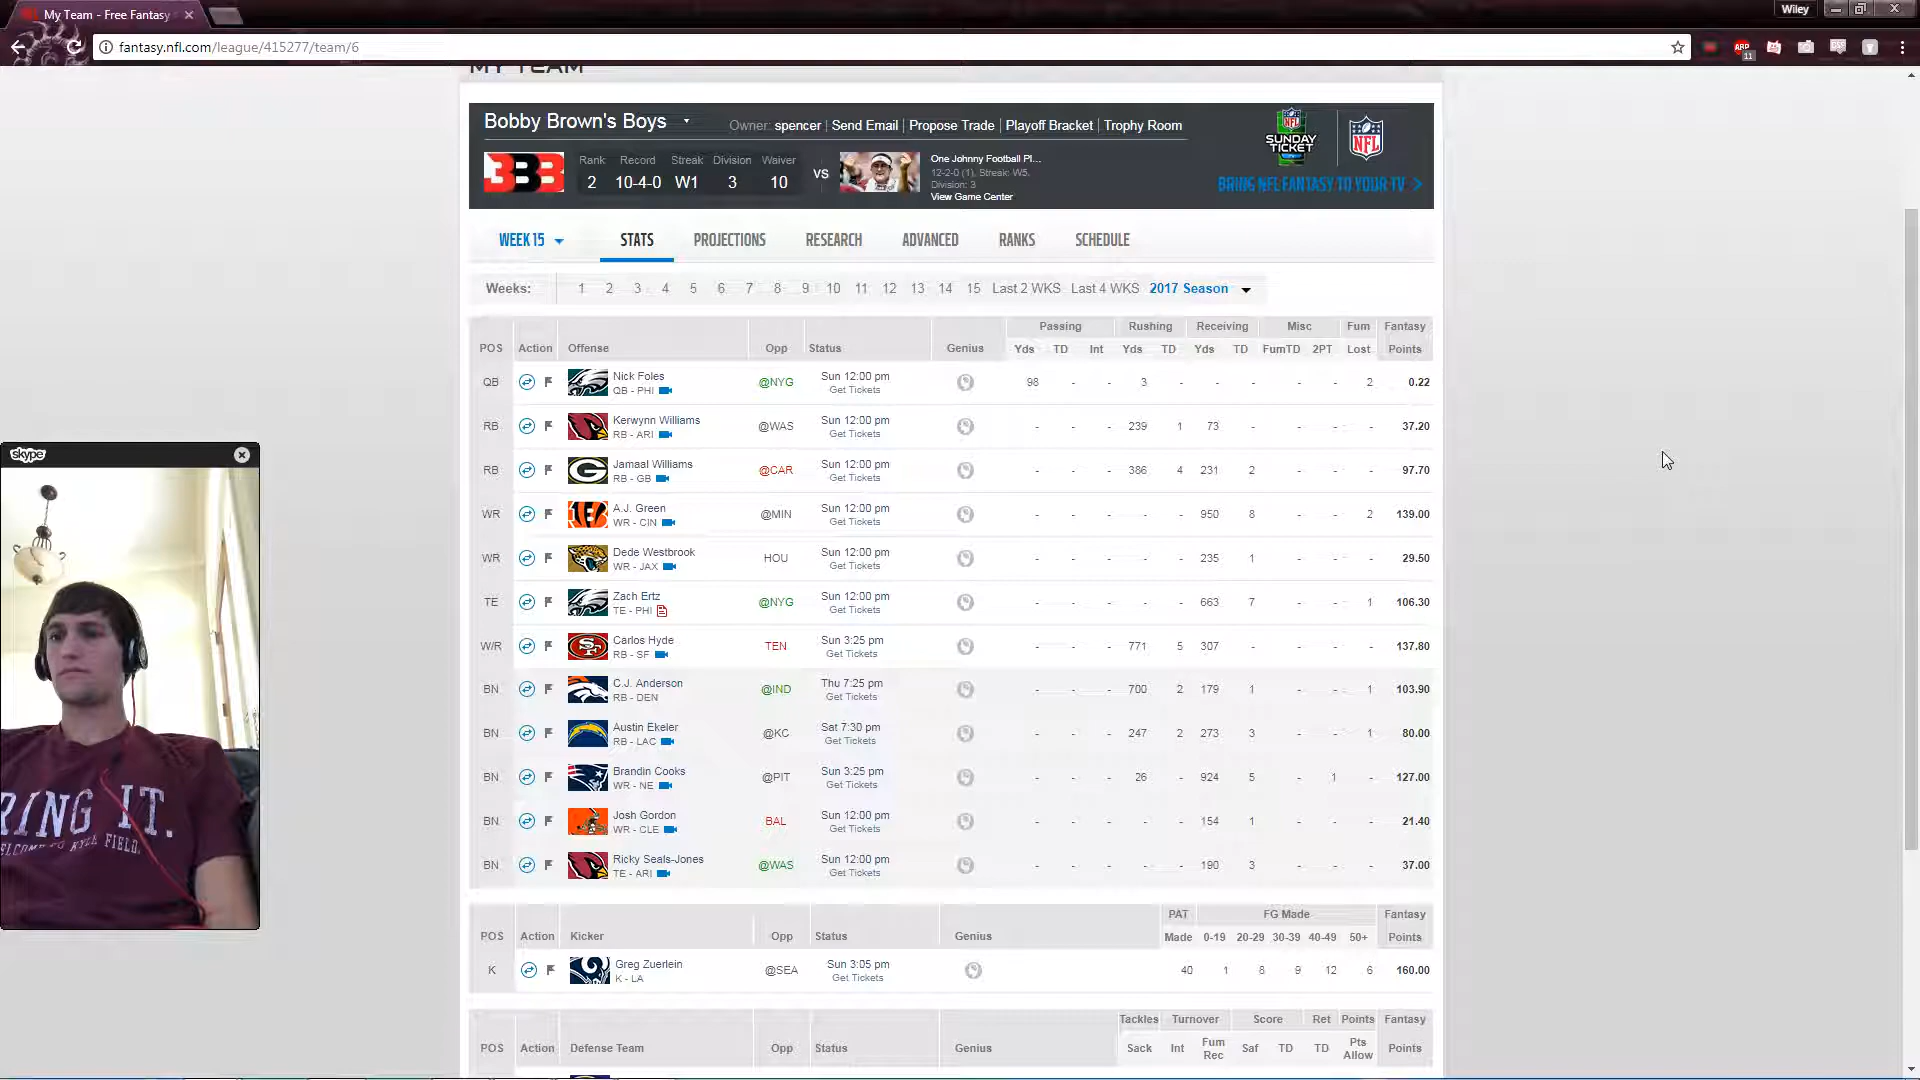 My Team - Free Fantasy
Wiley
fantasy.nfl.com/league/415277/team/6
ABP
11
MY TEAM
Bobby Brown's Boys
Owner: spencer | Send Email | Propose Trade | Playoff Bracket | Trophy Room
NFL
SUNDAY
TICKET
NFL
BRING NFL FANTASY TO YOUR TV >
BBB
Rank Record Streak Division Waiver
2 10-4-0 W1 3 10
VS
One Johnny Football Pl...
12-2-0 (1), Streak: W5,
Division: 3
View Game Center
WEEK 15 STATS PROJECTIONS RESEARCH ADVANCED RANKS SCHEDULE
Weeks: 1 2 3 4 5 6 7 8 9 10 11 12 13 14 15 Last 2 WKS Last 4 WKS 2017 Season
Passing Rushing Receiving Misc Fum Fantasy
POS Action Offense Opp Status Genius Yds TD Int Yds TD Yds TD FumTD 2PT Lost Points
QB Nick Foles @NYG Sun 12:00 pm 98 - - 3 - - - - - 2 0.22
QB - PHI Get Tickets
RB Kerwynn Williams @WAS Sun 12:00 pm - - - 239 1 73 - - - - 37.20
RB - ARI Get Tickets
RB Jamaal Williams @CAR Sun 12:00 pm - - - 386 4 231 2 - - - 97.70
RB - GB Get Tickets
WR A.J. Green @MIN Sun 12:00 pm - - - - - 950 8 - - 2 139.00
WR - CIN Get Tickets
WR Dede Westbrook HOU Sun 12:00 pm - - - - - 235 1 - - - 29.50
WR - JAX Get Tickets
TE Zach Ertz @NYG Sun 12:00 pm - - - - - 663 7 - - 1 106.30
TE - PHI Get Tickets
W/R Carlos Hyde TEN Sun 3:25 pm - - - 771 5 307 - - - - 137.80
RB - SF Get Tickets
BN C.J. Anderson @IND Thu 7:25 pm - - - 700 2 179 1 - - 1 103.90
RB - DEN Get Tickets
BN Austin Ekeler @KC Sat 7:30 pm - - - 247 2 273 3 - - 1 80.00
RB - LAC Get Tickets
BN Brandin Cooks @PIT Sun 3:25 pm - - - 26 - 924 5 - 1 - 127.00
WR - NE Get Tickets
BN Josh Gordon BAL Sun 12:00 pm - - - - - 154 1 - - - 21.40
WR - CLE Get Tickets
BN Ricky Seals-Jones @WAS Sun 12:00 pm - - - - - 190 3 - - - 37.00
TE - ARI Get Tickets
PAT FG Made Fantasy
POS Action Kicker Opp Status Genius Made 0-19 20-29 30-39 40-49 50+ Points
K Greg Zuerlein @SEA Sun 3:05 pm 40 1 8 9 12 6 160.00
K - LA Get Tickets
Tackles Turnover Score Ret Points Fantasy
POS Action Defense Team Opp Status Genius Sack Int Fum Rec Saf TD TD Pts Allow Points
skype
RING IT.
WELCOME TO KYLE FIELD.